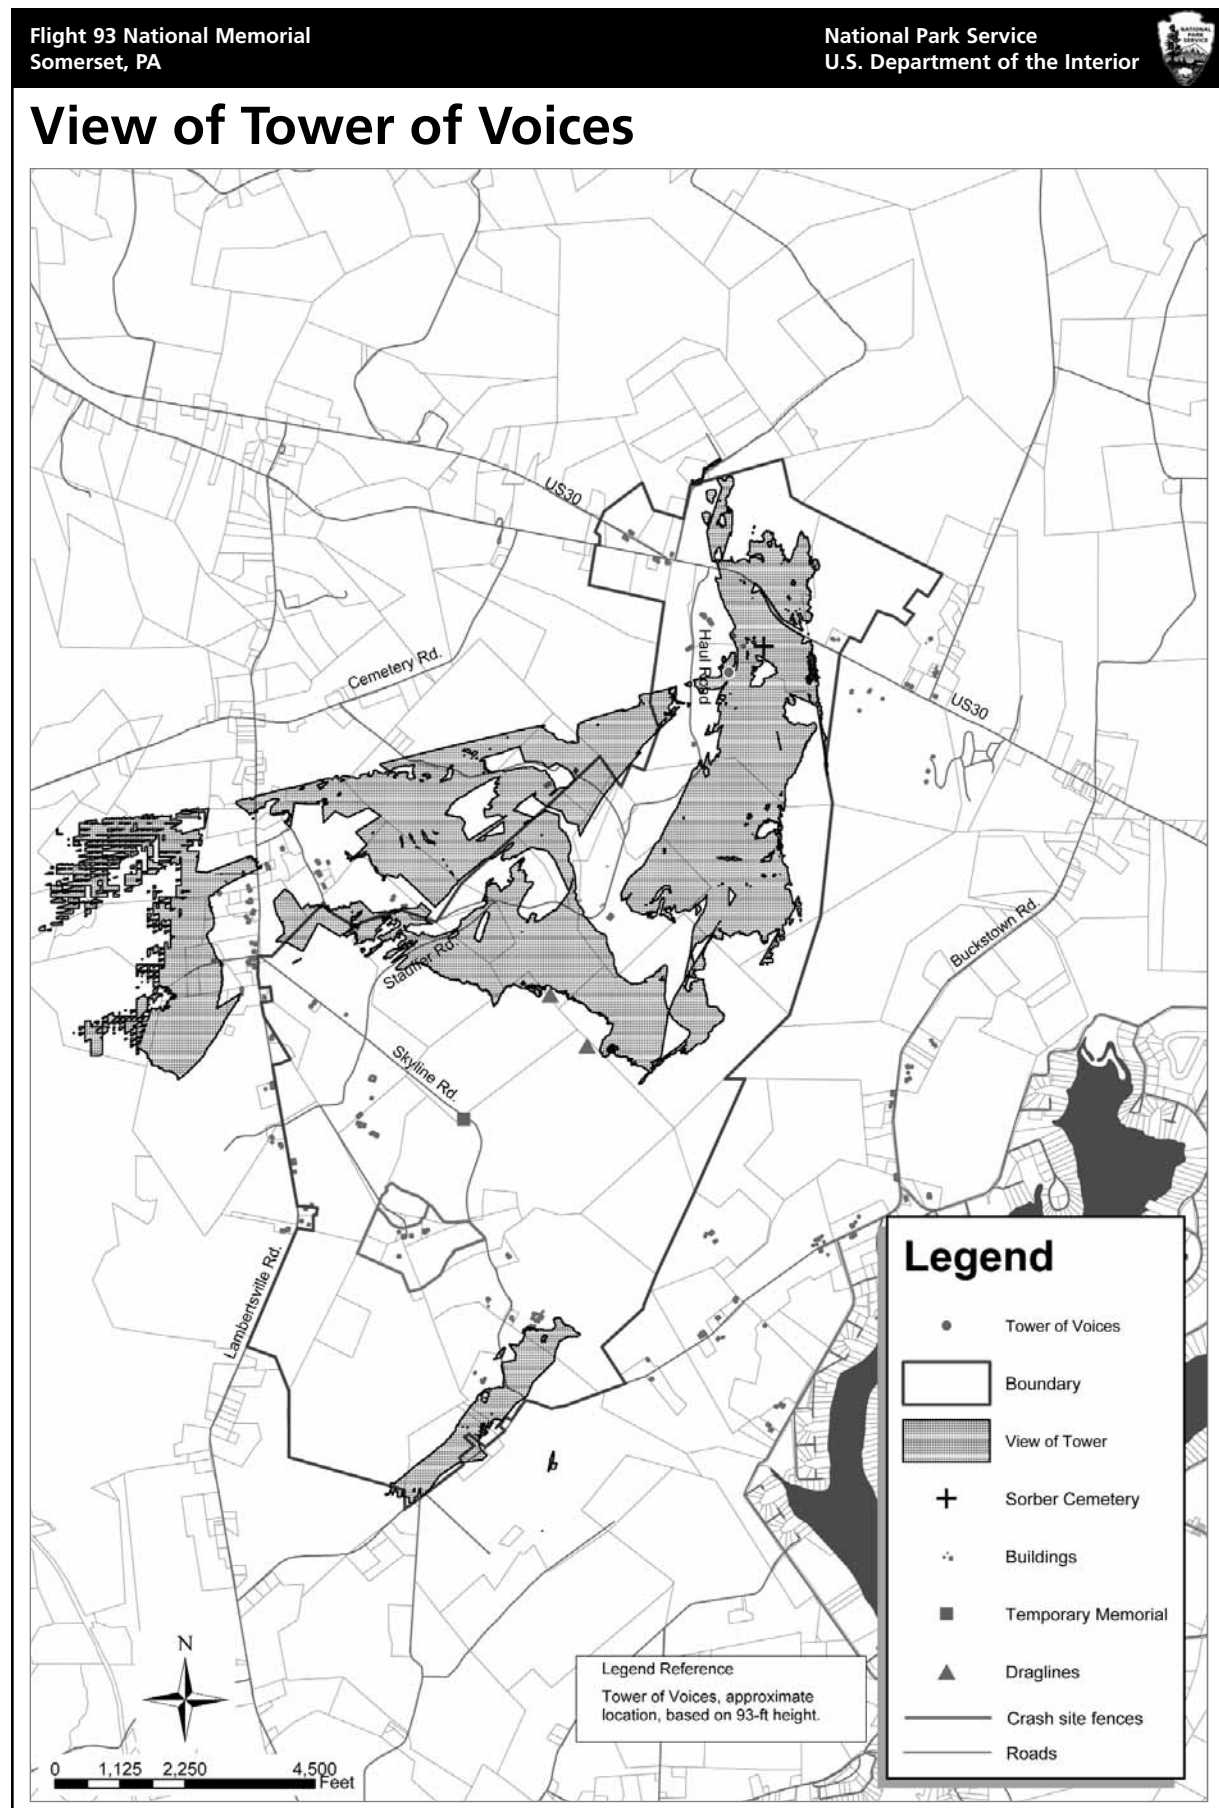 Flight 93 National Memorial
Somerset, PA
National Park Service
U.S. Department of the Interior
NATIONAL
PARK
SERVICE
View of Tower of Voices
US30
Haul Road
Cemetery Rd.
US30
Buckstown Rd.
Stauffer Rd.
Skyline Rd.
Lambertsville Rd.
Legend
Tower of Voices
Boundary
View of Tower
Sorber Cemetery
Buildings
Temporary Memorial
Draglines
Crash site fences
Roads
Legend Reference
Tower of Voices, approximate
location, based on 93-ft height.
N
0 1,125 2,250 4,500
Feet